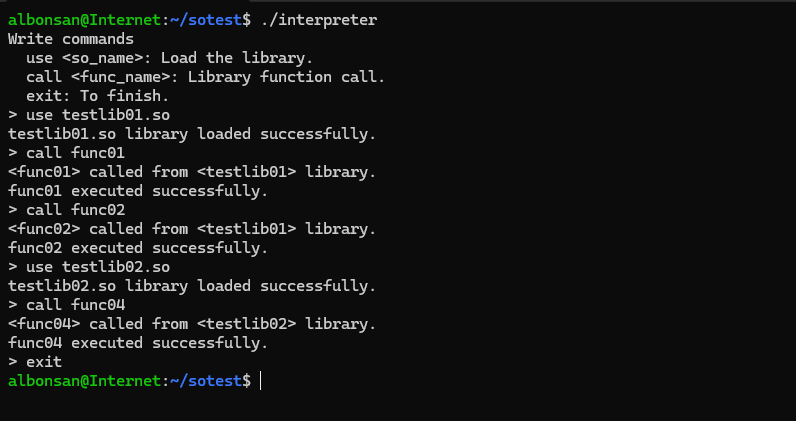 albonsan@Internet:~/sotest$ ./interpreter
Write commands
  use <so_name>: Load the library.
  call <func_name>: Library function call.
  exit: To finish.
> use testlib01.so
testlib01.so library loaded successfully.
> call func01
<func01> called from <testlib01> library.
func01 executed successfully.
> call func02
<func02> called from <testlib01> library.
func02 executed successfully.
> use testlib02.so
testlib02.so library loaded successfully.
> call func04
<func04> called from <testlib02> library.
func04 executed successfully.
> exit
albonsan@Internet:~/sotest$